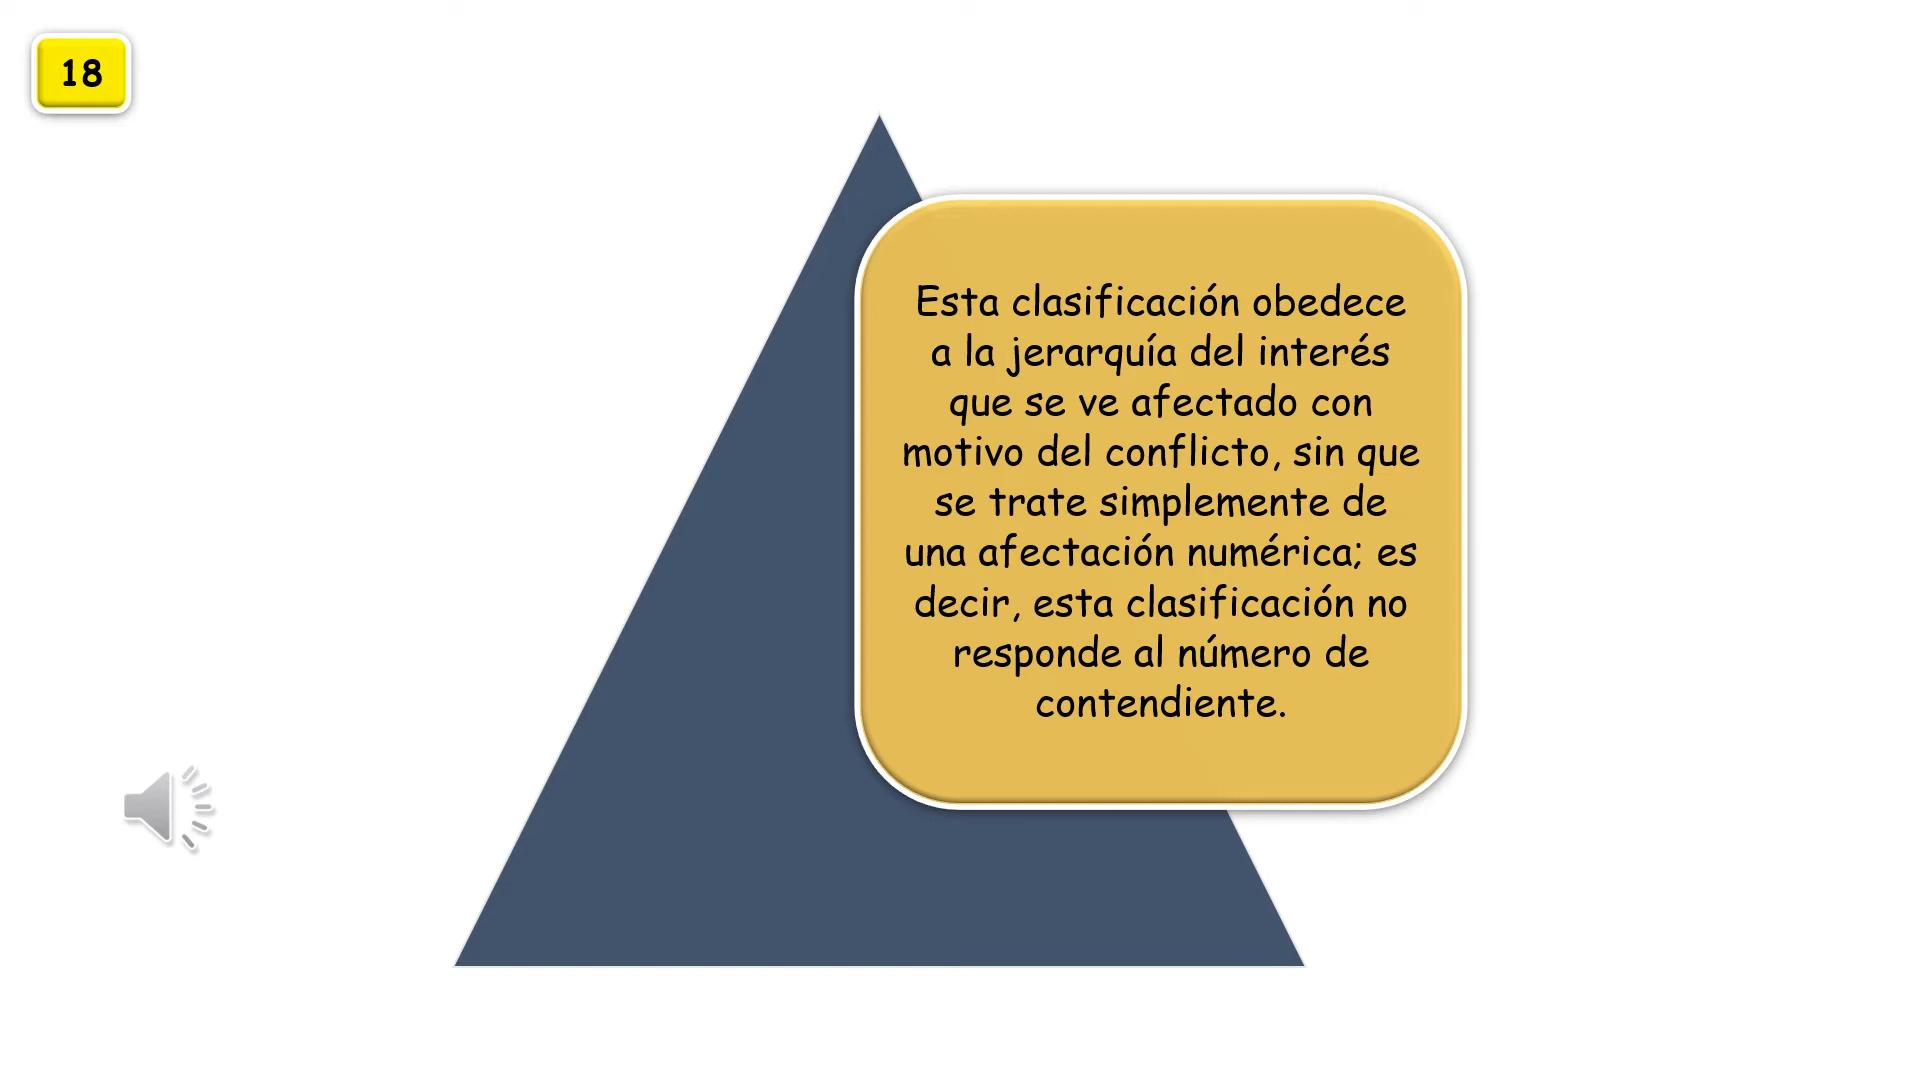 18
Esta clasificación obedece
a la jerarquía del interés
que se ve afectado con
motivo del conflicto, sin que
se trate simplemente de
una afectación numérica; es
decir, esta clasificación no
responde al número de
contendiente.